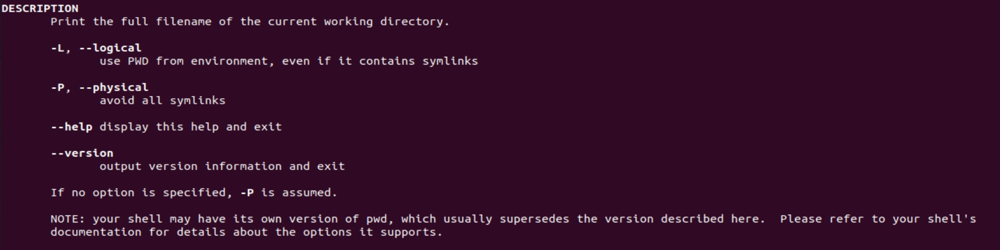 DESCRIPTION
Print the full filename of the current working directory.
-L, --logical
use PWD from environment, even if it contains symlinks
-P, --physical
avoid all symlinks
--help display this help and exit
--version
output version information and exit
If no option is specified, -P is assumed.
NOTE: your shell may have its own version of pwd, which usually supersedes the version described here.  Please refer to your shell's
documentation for details about the options it supports.